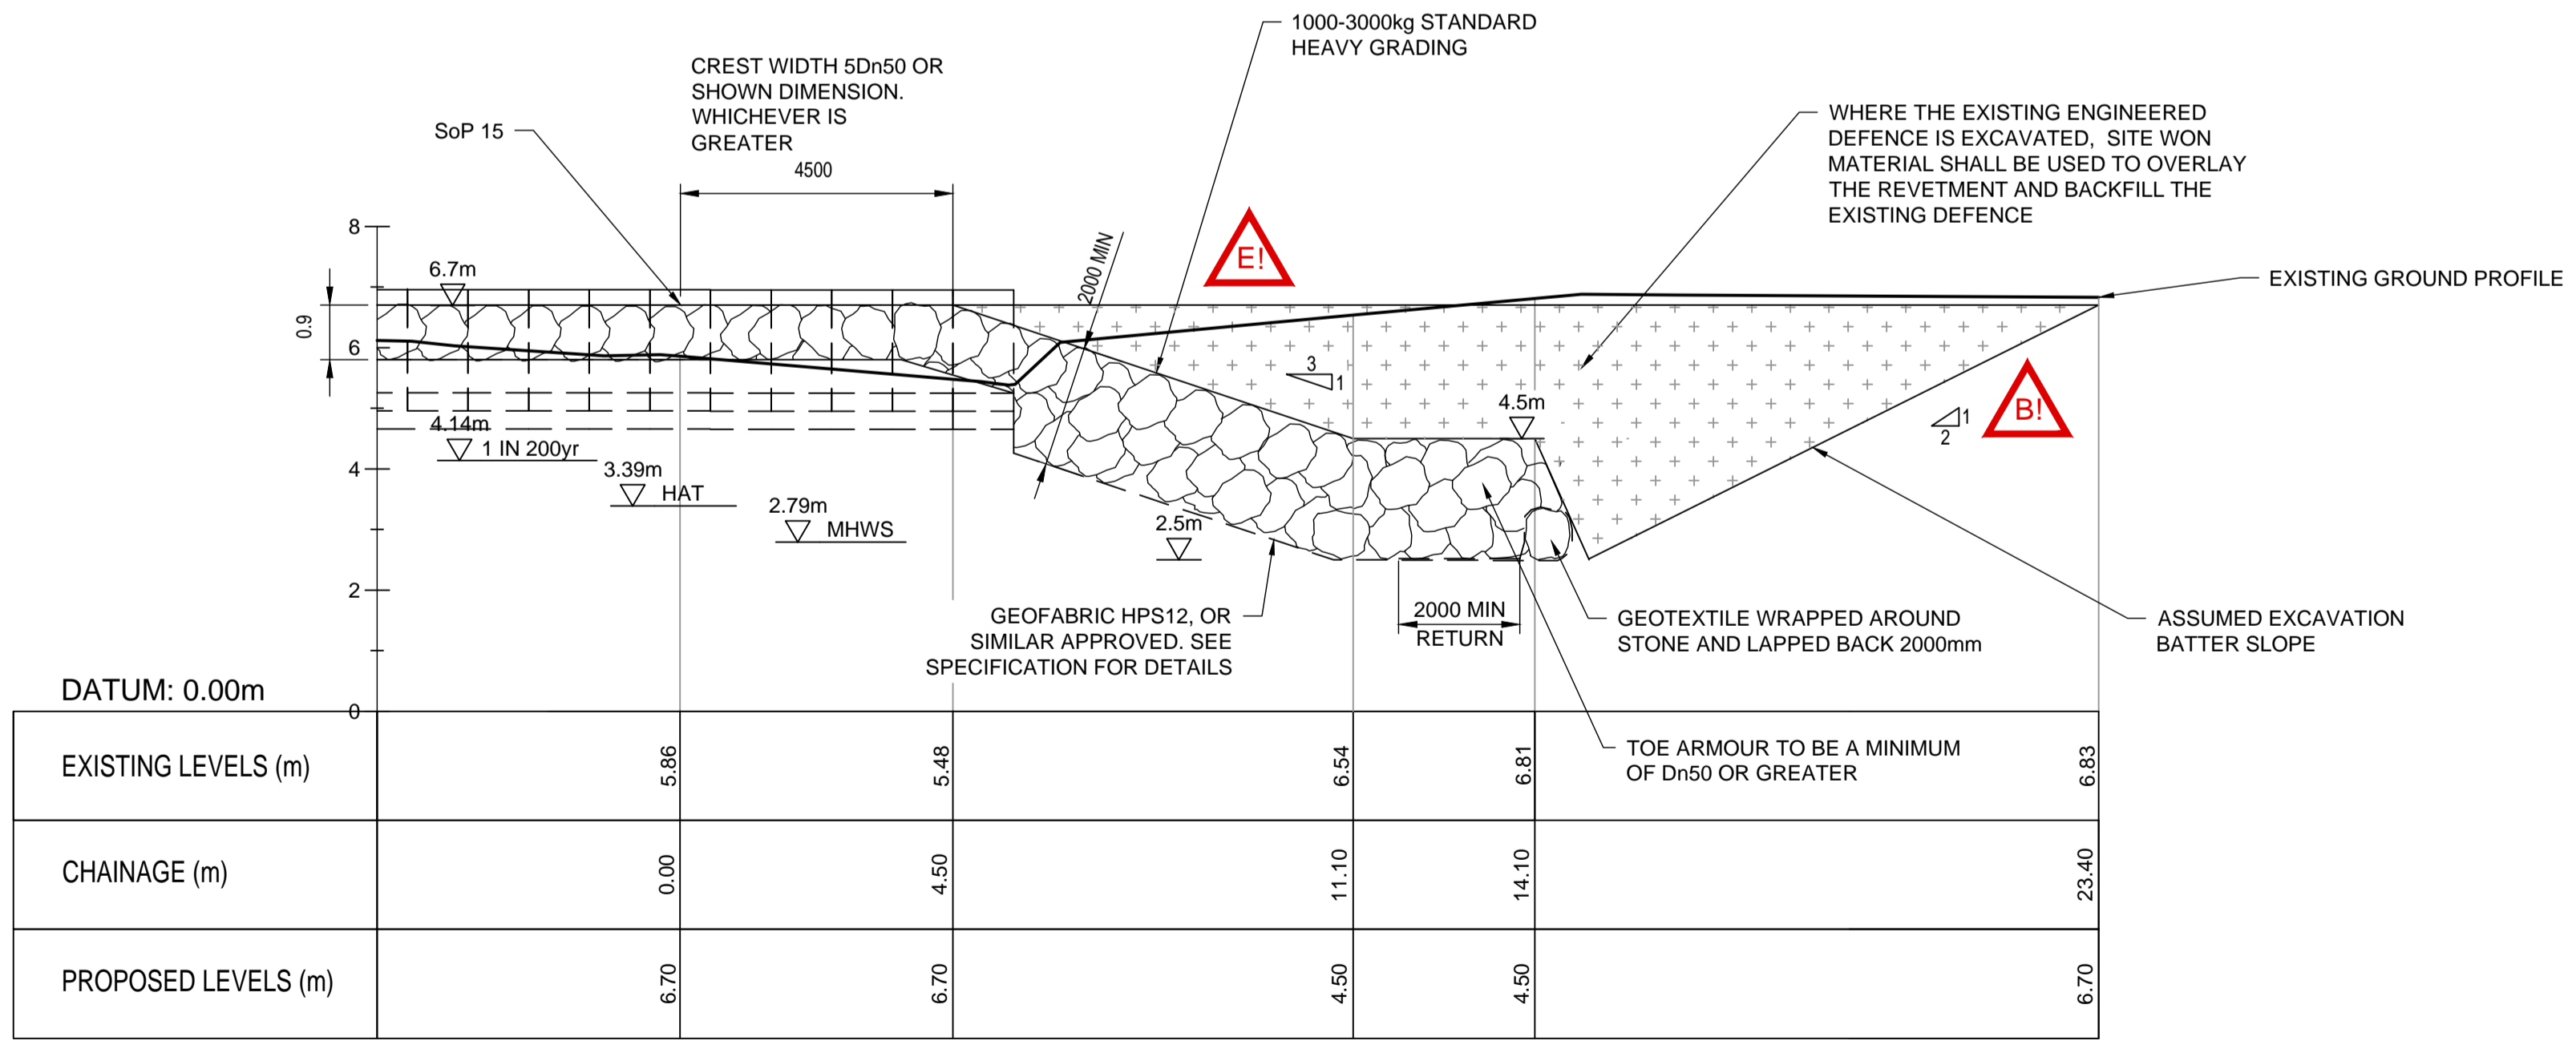 1000-3000kg STANDARD
HEAVY GRADING
CREST WIDTH 5Dn50 OR
SHOWN DIMENSION.
WHICHEVER IS
GREATER
SoP 15
4500
WHERE THE EXISTING ENGINEERED
DEFENCE IS EXCAVATED, SITE WON
MATERIAL SHALL BE USED TO OVERLAY
THE REVETMENT AND BACKFILL THE
EXISTING DEFENCE
8
6.7m
2000 MIN
E!
EXISTING GROUND PROFILE
0.9
6
3
1
4.5m
B!
1
2
4.14m
1 IN 200yr
4
3.39m
HAT
2.79m
MHWS
2.5m
2
GEOFABRIC HPS12, OR
SIMILAR APPROVED. SEE
SPECIFICATION FOR DETAILS
2000 MIN
RETURN
GEOTEXTILE WRAPPED AROUND
STONE AND LAPPED BACK 2000mm
ASSUMED EXCAVATION
BATTER SLOPE
DATUM: 0.00m
0
TOE ARMOUR TO BE A MINIMUM
OF Dn50 OR GREATER
EXISTING LEVELS (m) 5.86 5.48 6.54 6.81 6.83
CHAINAGE (m) 0.00 4.50 11.10 14.10 23.40
PROPOSED LEVELS (m) 6.70 6.70 4.50 4.50 6.70